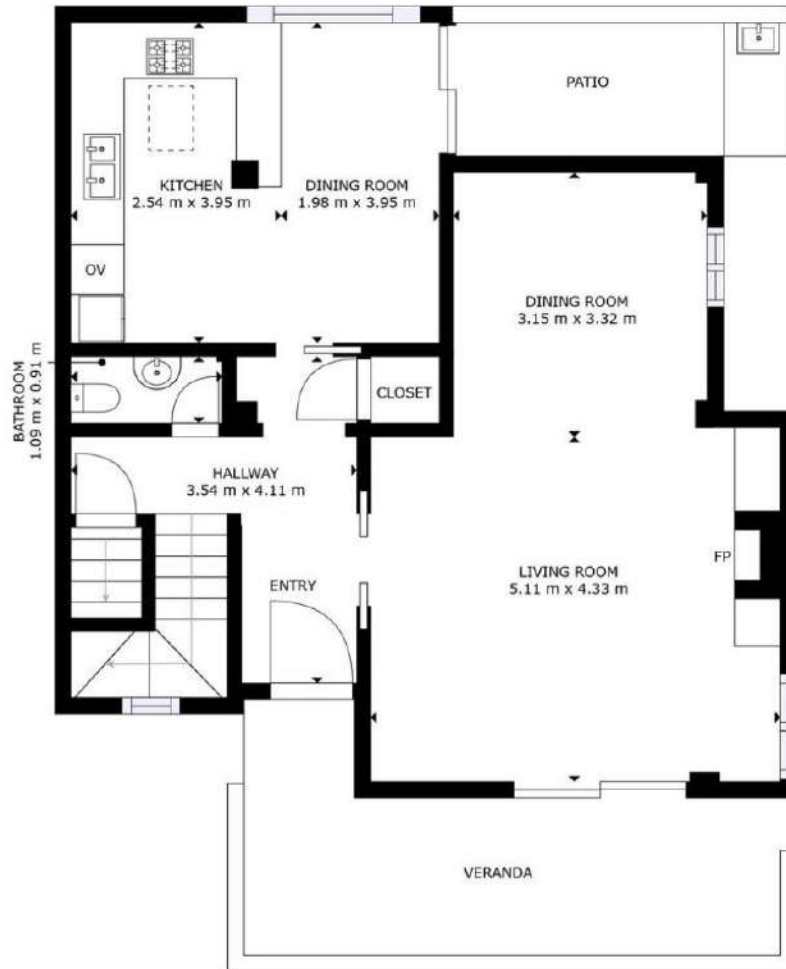 PATIO
KITCHEN
2.54 m x 3.95 m
DINING ROOM
1.98 m x 3.95 m
OV
DINING ROOM
3.15 m x 3.32 m
BATHROOM
1.09 m x 0.91 m
CLOSET
HALLWAY
3.54 m x 4.11 m
FP
LIVING ROOM
5.11 m x 4.33 m
ENTRY
VERANDA